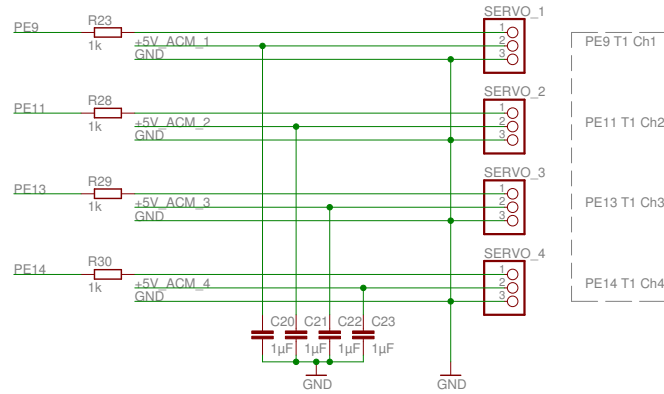 PE9 R23 1k +5V_ACM_1 GND SERVO_1 1 2 3 PE9 T1 Ch1
PE11 R28 1k +5V_ACM_2 GND SERVO_2 1 2 3 PE11 T1 Ch2
PE13 R29 1k +5V_ACM_3 GND SERVO_3 1 2 3 PE13 T1 Ch3
PE14 R30 1k +5V_ACM_4 GND SERVO_4 1 2 3 PE14 T1 Ch4
C20 C21 C22 C23
1µF 1µF 1µF 1µF
GND GND